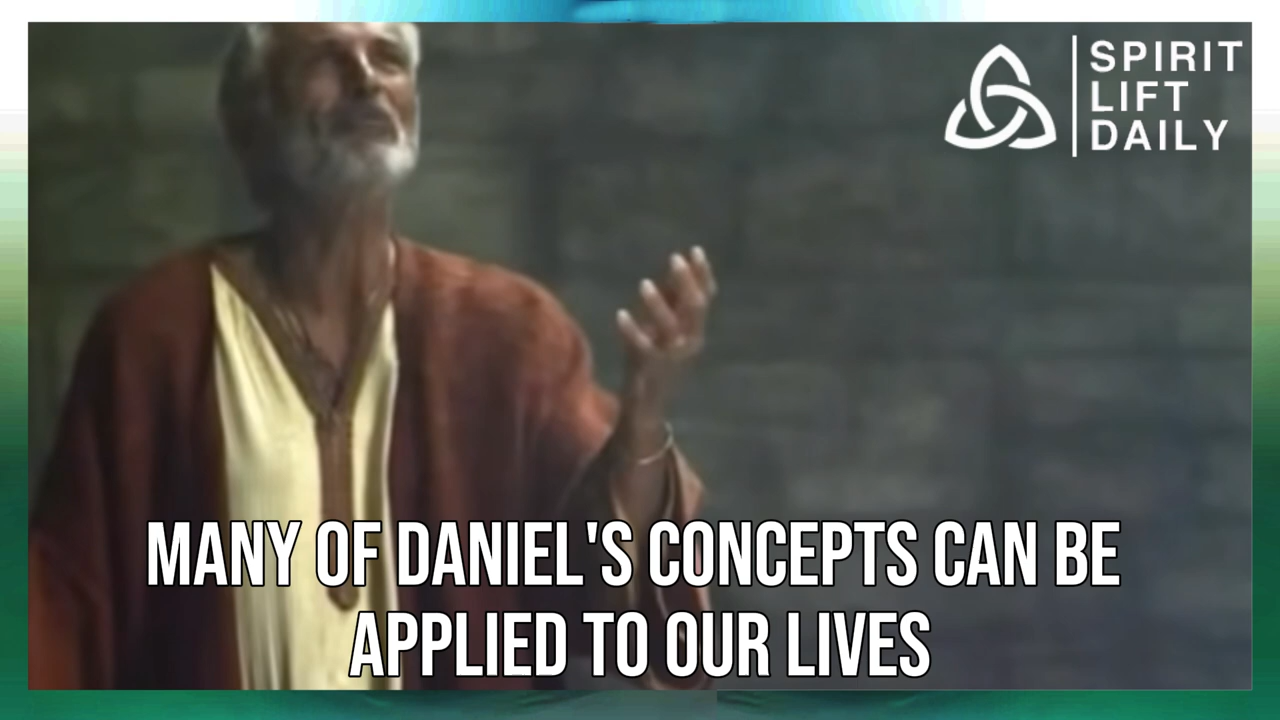 SPIRIT
LIFT
DAILY
MANY OF DANIEL'S CONCEPTS CAN BE
APPLIED TO OUR LIVES